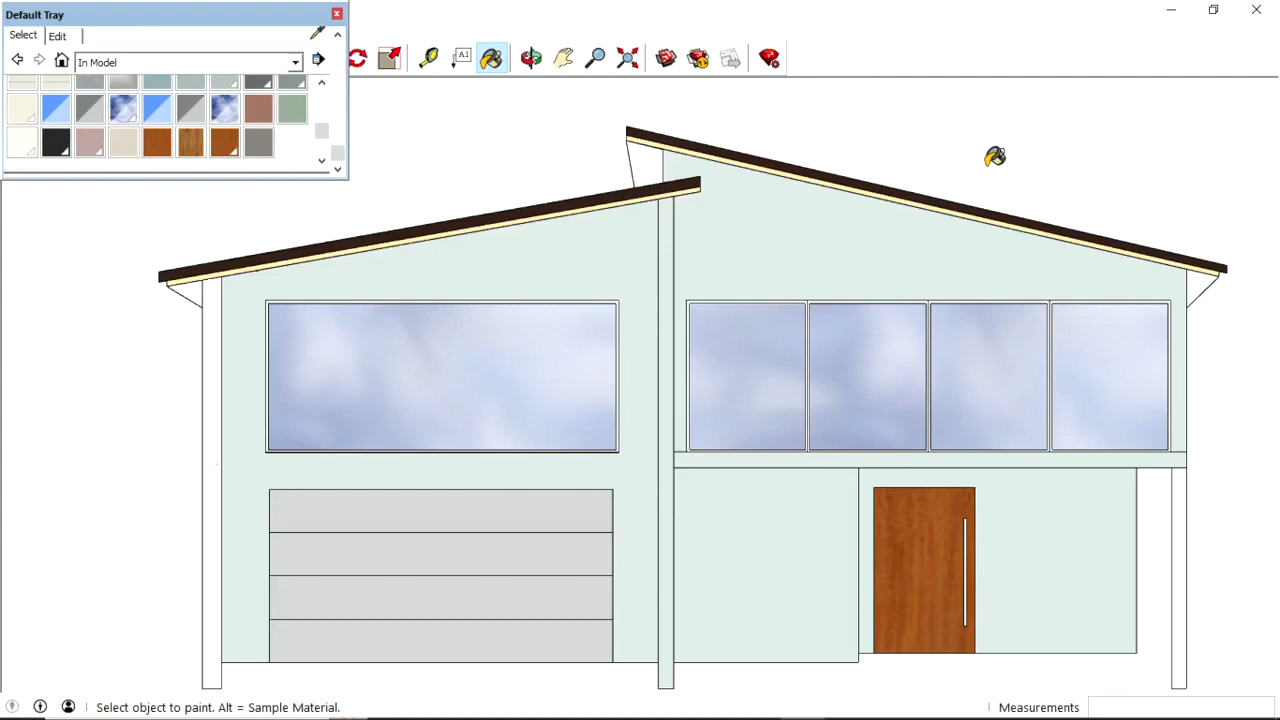 Default Tray
Select Edit
In Model
A1
Select object to paint. Alt = Sample Material.
Measurements